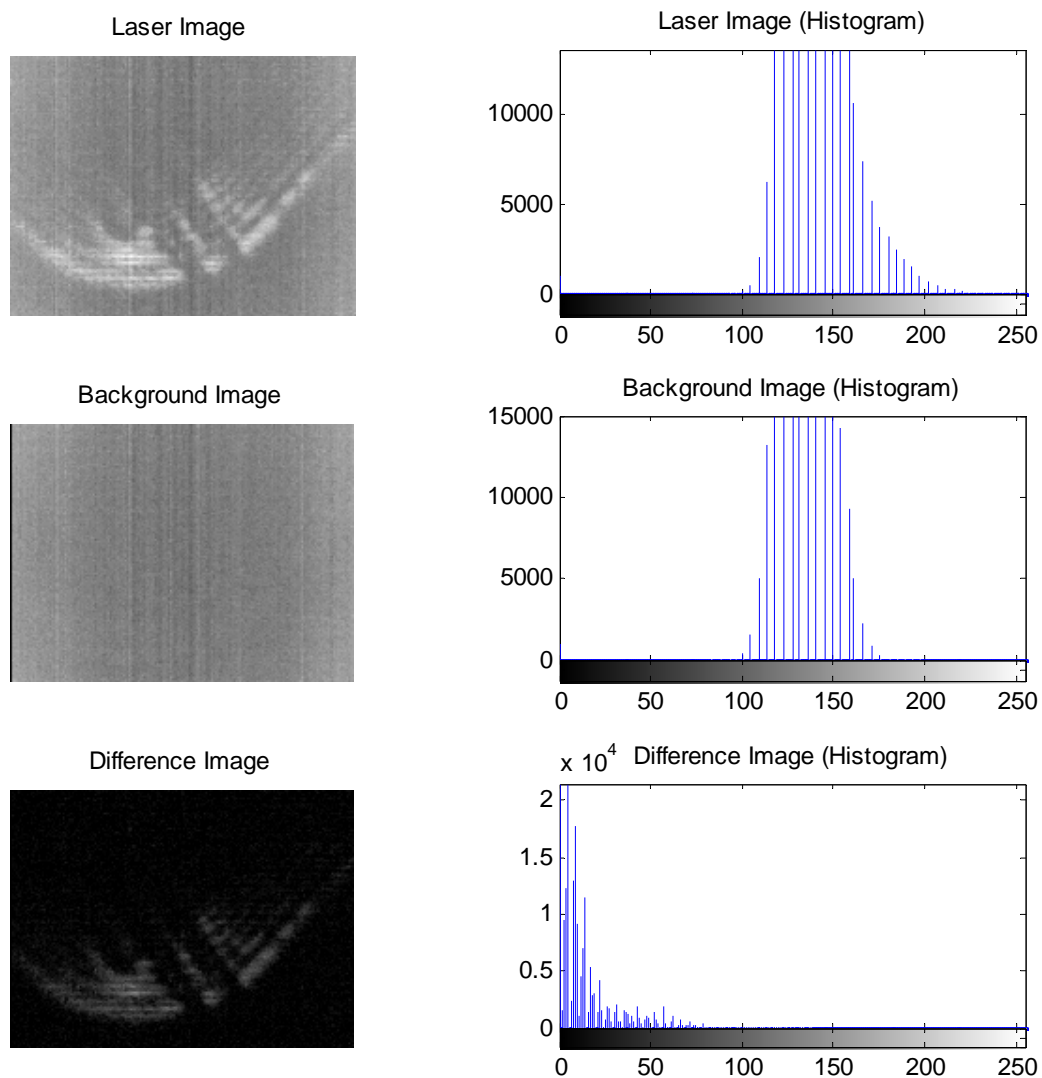 Laser Image
Laser Image (Histogram)
10000
5000
0
0 50 100 150 200 250
Background Image
Background Image (Histogram)
15000
10000
5000
0
0 50 100 150 200 250
Difference Image
x 10^4 Difference Image (Histogram)
2
1.5
1
0.5
0
0 50 100 150 200 250